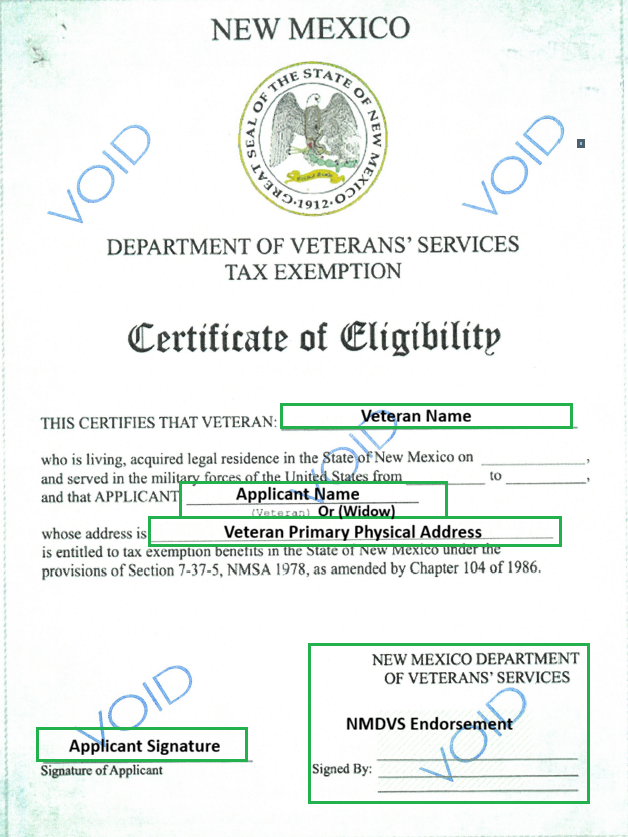 NEW MEXICO
GREAT SEAL OF THE STATE OF NEW MEXICO
·1912·
VOID
VOID
DEPARTMENT OF VETERANS' SERVICES
TAX EXEMPTION
Certificate of Eligibility
THIS CERTIFIES THAT VETERAN: Veteran Name
VOID
who is living, acquired legal residence in the State of New Mexico on ____________,
and served in the military forces of the United States from __________ to __________,
and that APPLICANT Applicant Name
(Veteran) Or (Widow)
whose address is Veteran Primary Physical Address
is entitled to tax exemption benefits in the State of New Mexico under the
provisions of Section 7-37-5, NMSA 1978, as amended by Chapter 104 of 1986.
VOID
Applicant Signature
Signature of Applicant
NEW MEXICO DEPARTMENT
OF VETERANS' SERVICES
NMDVS Endorsement
VOID
Signed By: